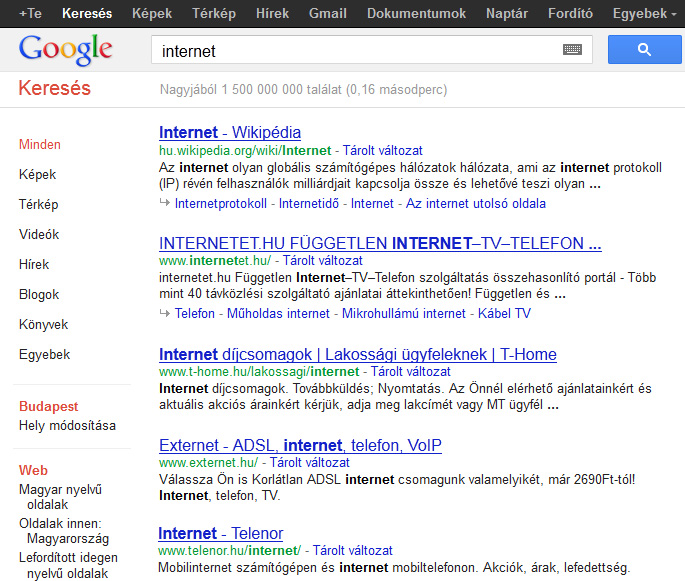 +Te Keresés Képek Térkép Hírek Gmail Dokumentumok Naptár Fordító Egyebek
Google internet
Keresés Nagyjából 1 500 000 000 találat (0,16 másodperc)
Minden
Képek
Térkép
Videók
Hírek
Blogok
Könyvek
Egyebek
Budapest
Hely módosítása
Web
Magyar nyelvű
oldalak
Oldalak innen:
Magyarország
Lefordított idegen
nyelvű oldalak
Internet - Wikipédia
hu.wikipedia.org/wiki/Internet - Tárolt változat
Az internet olyan globális számítógépes hálózatok hálózata, ami az internet protokoll
(IP) révén felhasználók milliárdjait kapcsolja össze és lehetővé teszi olyan ...
Internetprotokoll - Internetidő - Internet - Az internet utolsó oldala
INTERNETET.HU FÜGGETLEN INTERNET–TV–TELEFON ...
www.internetet.hu/ - Tárolt változat
internetet.hu Független Internet–TV–Telefon szolgáltatás összehasonlító portál - Több
mint 40 távközlési szolgáltató ajánlatai áttekinthetően! Független és ...
Telefon - Műholdas internet - Mikrohullámú internet - Kábel TV
Internet díjcsomagok | Lakossági ügyfeleknek | T-Home
www.t-home.hu/lakossagi/internet - Tárolt változat
Internet díjcsomagok. Továbbküldés; Nyomtatás. Az Önnél elérhető ajánlatainkért és
aktuális akciós árainkért kérjük, adja meg lakcímét vagy MT ügyfél ...
Externet - ADSL, internet, telefon, VoIP
www.externet.hu/ - Tárolt változat
Válassza Ön is Korlátlan ADSL internet csomagunk valamelyikét, már 2690Ft-tól!
Internet, telefon, TV.
Internet - Telenor
www.telenor.hu/internet/ - Tárolt változat
Mobilinternet számítógépén és internet mobiltelefonon. Akciók, árak, lefedettség.